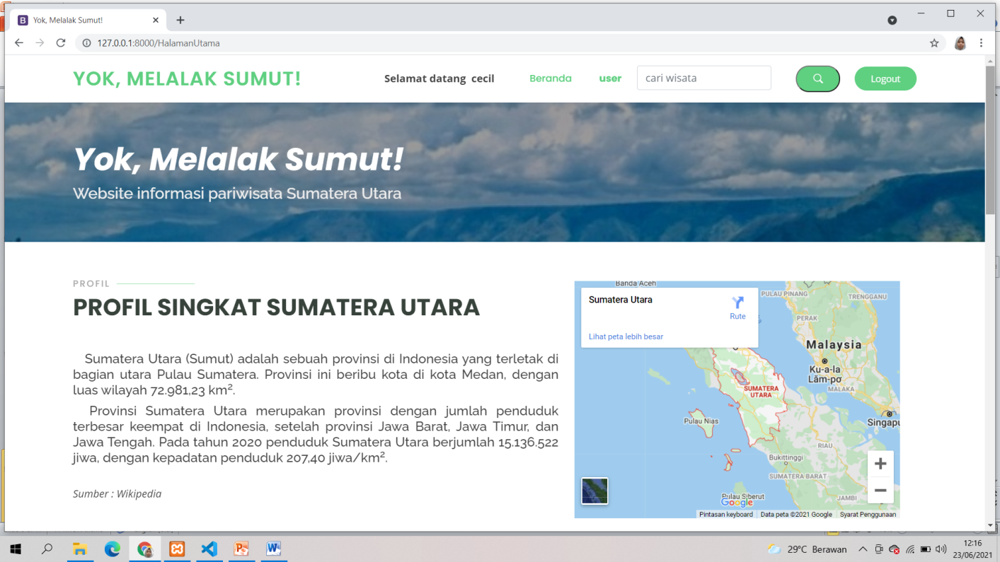 Yok, Melalak Sumut!
127.0.0.1:8000/HalamanUtama
YOK, MELALAK SUMUT!
Selamat datang cecil
Beranda
user
cari wisata
Logout
Yok, Melalak Sumut!
Website informasi pariwisata Sumatera Utara
PROFIL
PROFIL SINGKAT SUMATERA UTARA
Sumatera Utara (Sumut) adalah sebuah provinsi di Indonesia yang terletak di
bagian utara Pulau Sumatera. Provinsi ini beribu kota di kota Medan, dengan
luas wilayah 72.981,23 km².
Provinsi Sumatera Utara merupakan provinsi dengan jumlah penduduk
terbesar keempat di Indonesia, setelah provinsi Jawa Barat, Jawa Timur, dan
Jawa Tengah. Pada tahun 2020 penduduk Sumatera Utara berjumlah 15.136.522
jiwa, dengan kepadatan penduduk 207,40 jiwa/km².
Sumber : Wikipedia
Banda Aceh
Sumatera Utara
Rute
Lihat peta lebih besar
PULAU PINANG
TRENGGANU
PERAK
Malaysia
Ku-a-la
Lăm-pơ
MALAKA
SUMATERA
UTARA
Pulau Nias
Singapu
RIAU
Bukittinggi
SUMATERA BARAT
Pulau Siberut
JAMBI
Google
Pintasan keyboard
Data peta ©2021 Google
Syarat Penggunaan
29°C Berawan
12:16
23/06/2021